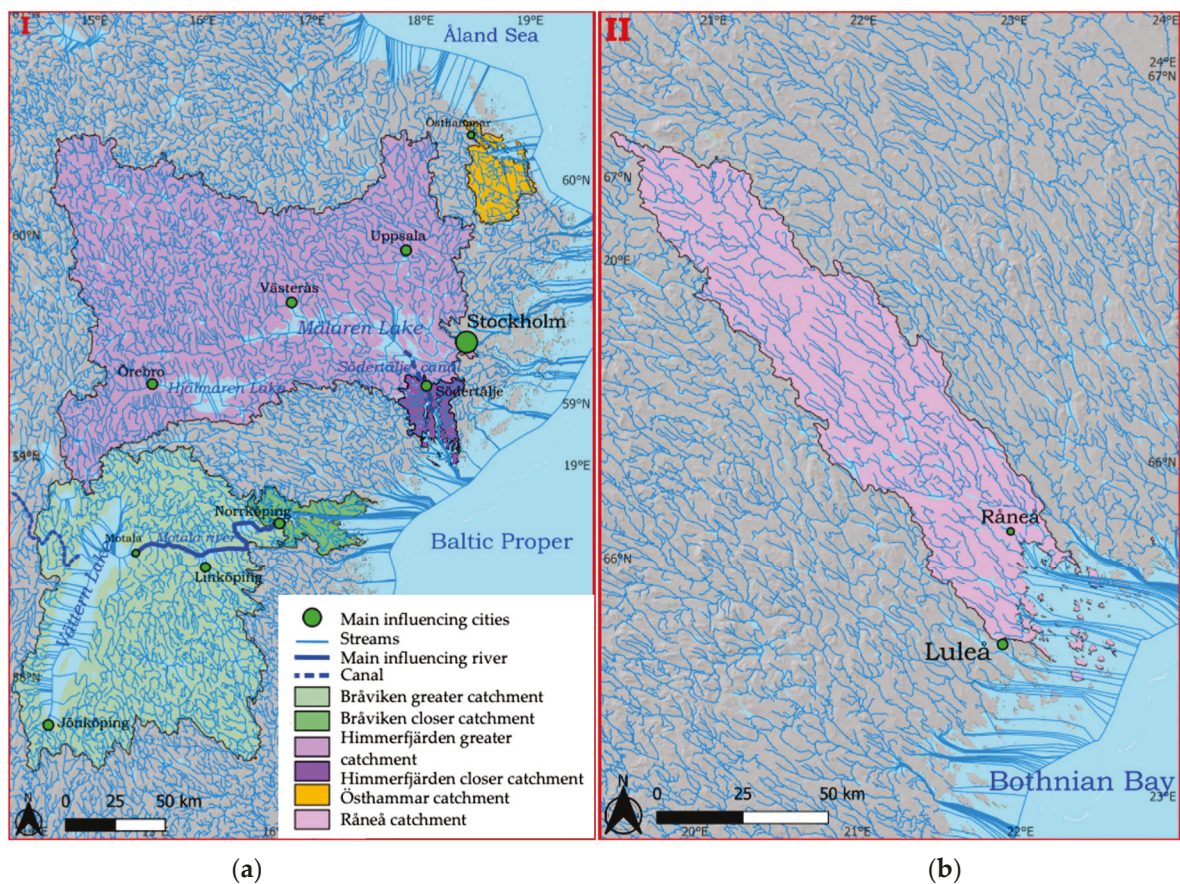 I
15°E
16°E
17°E
18°E
19°E
Åland Sea
Östhammar
60°N
60°N
Uppsala
Västerås
Mälaren Lake
Stockholm
Södertälje canal
Örebro
Hjälmaren Lake
Södertälje
59°N
59°N
19°E
Norrköping
Motala
Motala river
Linköping
Baltic Proper
Vättern Lake
Jönköping
Main influencing cities
Streams
Main influencing river
Canal
Bråviken greater catchment
Bråviken closer catchment
Himmerfjärden greater
catchment
Himmerfjärden closer catchment
Östhammar catchment
Råneå catchment
N
0 25 50 km
15°E
II
21°E
22°E
23°E
24°E
24°E
67°N
67°N
20°E
66°N
Råneå
66°N
Luleå
Bothnian Bay
N
0 25 50 km
23°E
20°E
21°E
22°E
(a)
(b)